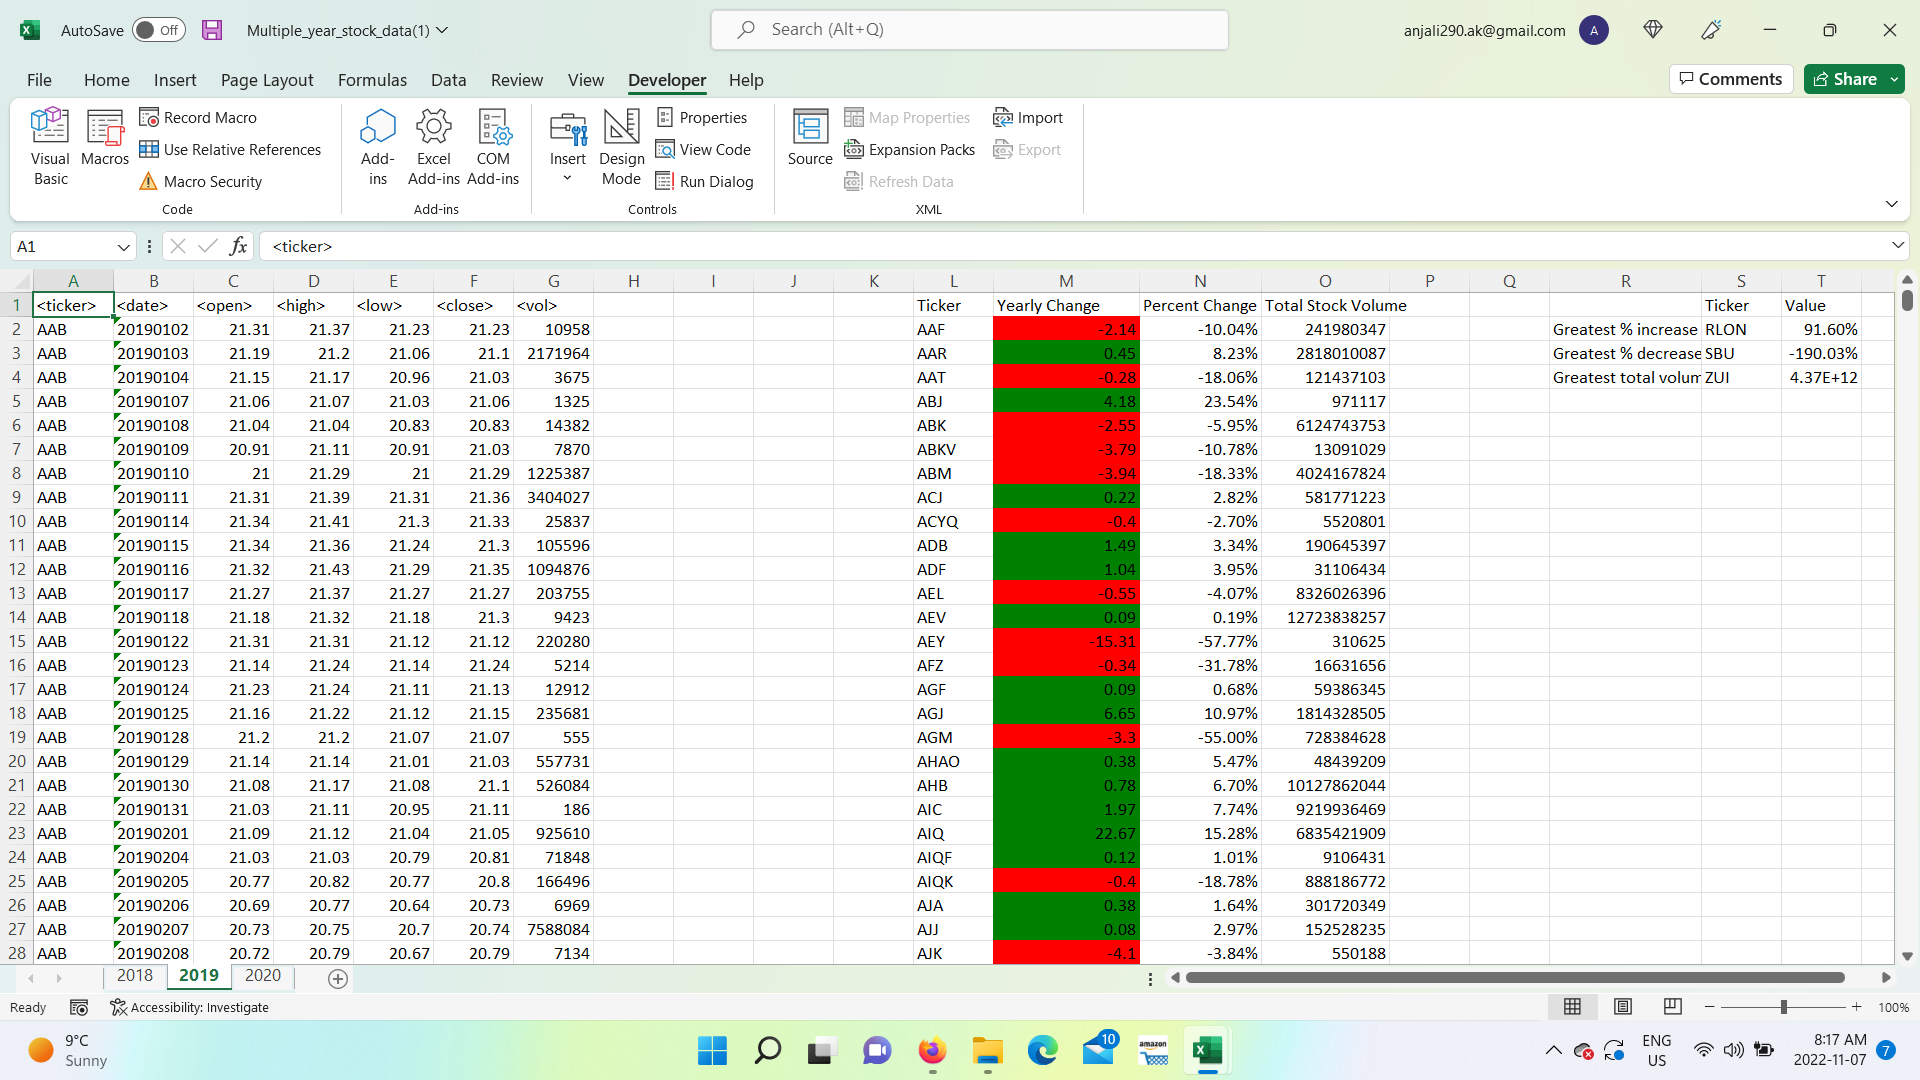 AutoSave Off Multiple_year_stock_data(1) Search (Alt+Q) anjali290.ak@gmail.com A
File Home Insert Page Layout Formulas Data Review View Developer Help Comments Share
Visual Basic Macros Record Macro Use Relative References Macro Security Code
Add-ins Excel Add-ins COM Add-ins Add-ins
Insert Design Mode Properties View Code Run Dialog Controls
Source Map Properties Expansion Packs Refresh Data Import Export XML
A1 fx <ticker>
A B C D E F G H I J K L M N O P Q R S T
1 <ticker> <date> <open> <high> <low> <close> <vol> Ticker Yearly Change Percent Change Total Stock Volume Ticker Value
2 AAB 20190102 21.31 21.37 21.23 21.23 10958 AAF -2.14 -10.04% 241980347 Greatest % increase RLON 91.60%
3 AAB 20190103 21.19 21.2 21.06 21.1 2171964 AAR 0.45 8.23% 2818010087 Greatest % decrease SBU -190.03%
4 AAB 20190104 21.15 21.17 20.96 21.03 3675 AAT -0.28 -18.06% 121437103 Greatest total volum ZUI 4.37E+12
5 AAB 20190107 21.06 21.07 21.03 21.06 1325 ABJ 4.18 23.54% 971117
6 AAB 20190108 21.04 21.04 20.83 20.83 14382 ABK -2.55 -5.95% 6124743753
7 AAB 20190109 20.91 21.11 20.91 21.03 7870 ABKV -3.79 -10.78% 13091029
8 AAB 20190110 21 21.29 21 21.29 1225387 ABM -3.94 -18.33% 4024167824
9 AAB 20190111 21.31 21.39 21.31 21.36 3404027 ACJ 0.22 2.82% 581771223
10 AAB 20190114 21.34 21.41 21.3 21.33 25837 ACYQ -0.4 -2.70% 5520801
11 AAB 20190115 21.34 21.36 21.24 21.3 105596 ADB 1.49 3.34% 190645397
12 AAB 20190116 21.32 21.43 21.29 21.35 1094876 ADF 1.04 3.95% 31106434
13 AAB 20190117 21.27 21.37 21.27 21.27 203755 AEL -0.55 -4.07% 8326026396
14 AAB 20190118 21.18 21.32 21.18 21.3 9423 AEV 0.09 0.19% 12723838257
15 AAB 20190122 21.31 21.31 21.12 21.12 220280 AEY -15.31 -57.77% 310625
16 AAB 20190123 21.14 21.24 21.14 21.24 5214 AFZ -0.34 -31.78% 16631656
17 AAB 20190124 21.23 21.24 21.11 21.13 12912 AGF 0.09 0.68% 59386345
18 AAB 20190125 21.16 21.22 21.12 21.15 235681 AGJ 6.65 10.97% 1814328505
19 AAB 20190128 21.2 21.2 21.07 21.07 555 AGM -3.3 -55.00% 728384628
20 AAB 20190129 21.14 21.14 21.01 21.03 557731 AHAO 0.38 5.47% 48439209
21 AAB 20190130 21.08 21.17 21.08 21.1 526084 AHB 0.78 6.70% 10127862044
22 AAB 20190131 21.03 21.11 20.95 21.11 186 AIC 1.97 7.74% 9219936469
23 AAB 20190201 21.09 21.12 21.04 21.05 925610 AIQ 22.67 15.28% 6835421909
24 AAB 20190204 21.03 21.03 20.79 20.81 71848 AIQF 0.12 1.01% 9106431
25 AAB 20190205 20.77 20.82 20.77 20.8 166496 AIQK -0.4 -18.78% 888186772
26 AAB 20190206 20.69 20.77 20.64 20.73 6969 AJA 0.38 1.64% 301720349
27 AAB 20190207 20.73 20.75 20.7 20.74 7588084 AJJ 0.08 2.97% 152528235
28 AAB 20190208 20.72 20.79 20.67 20.79 7134 AJK -4.1 -3.84% 550188
2018 2019 2020
Ready Accessibility: Investigate 100%
9°C
Sunny
10 amazon ENG US 8:17 AM 2022-11-07 7